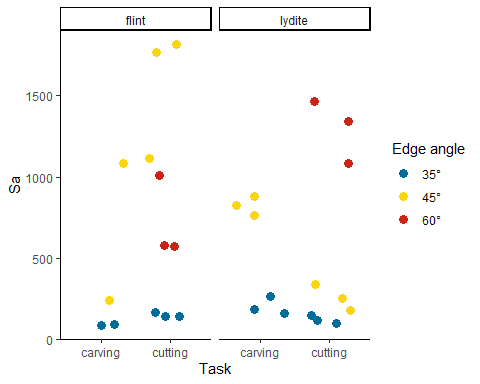 flint
lydite
1500
1000
500
0
Sa
carving
cutting
carving
cutting
Task
Edge angle
35°
45°
60°